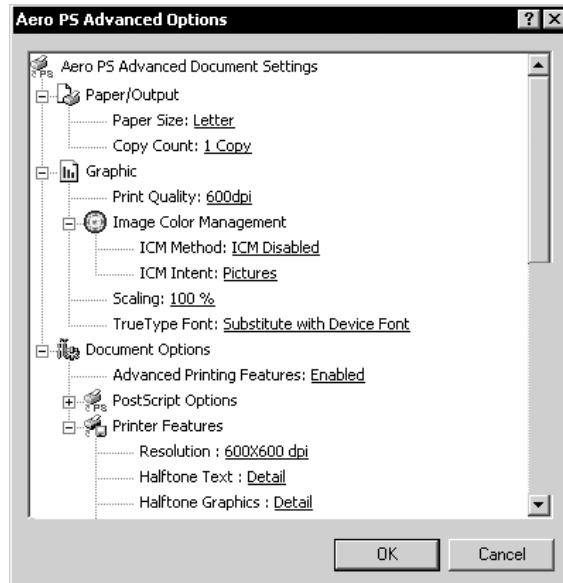 Aero PS Advanced Options
Aero PS Advanced Document Settings
Paper/Output
Paper Size: Letter
Copy Count: 1 Copy
Graphic
Print Quality: 600dpi
Image Color Management
ICM Method: ICM Disabled
ICM Intent: Pictures
Scaling: 100 %
TrueType Font: Substitute with Device Font
Document Options
Advanced Printing Features: Enabled
PostScript Options
Printer Features
Resolution : 600X600 dpi
Halftone Text : Detail
Halftone Graphics : Detail
OK Cancel